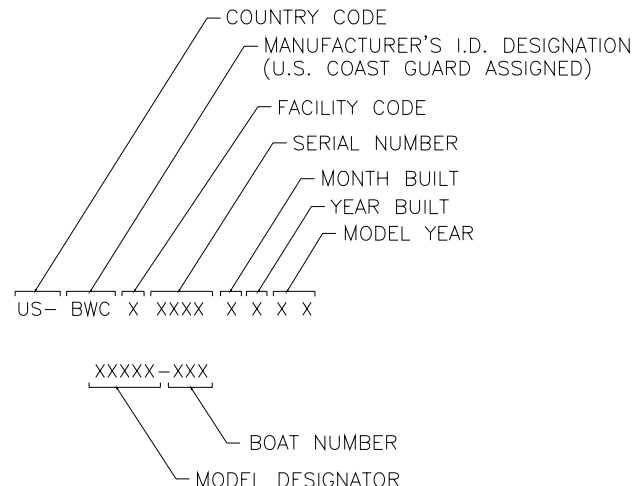 COUNTRY CODE
MANUFACTURER'S I.D. DESIGNATION
(U.S. COAST GUARD ASSIGNED)
FACILITY CODE
SERIAL NUMBER
MONTH BUILT
YEAR BUILT
MODEL YEAR
US- BWC X XXXX X X X X
XXXXX-XXX
BOAT NUMBER
MODEL DESIGNATOR